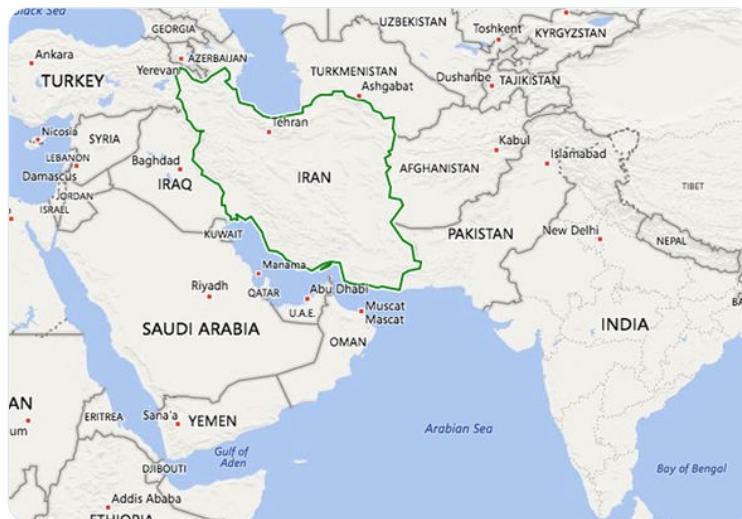 Black Sea
GEORGIA
UZBEKISTAN
Toshkent
KYRGYZSTAN
Ankara
AZERBAIJAN
TURKEY
Yerevan
TURKMENISTAN
Ashgabat
Dushanbe
TAJIKISTAN
Nicosia
Tehran
SYRIA
Kabul
LEBANON
Baghdad
AFGHANISTAN
Islamabad
Damascus
IRAQ
IRAN
TIBET
JORDAN
ISRAEL
KUWAIT
PAKISTAN
New Delhi
NEPAL
Manama
Riyadh
QATAR
Abu Dhabi
U.A.E.
Muscat
Mascat
SAUDI ARABIA
INDIA
OMAN
BA
AN
ERITREA
Sana'a
YEMEN
um
Arabian Sea
Gulf of
Aden
DJIBOUTI
Bay of Bengal
Addis Ababa
ETHIOPIA